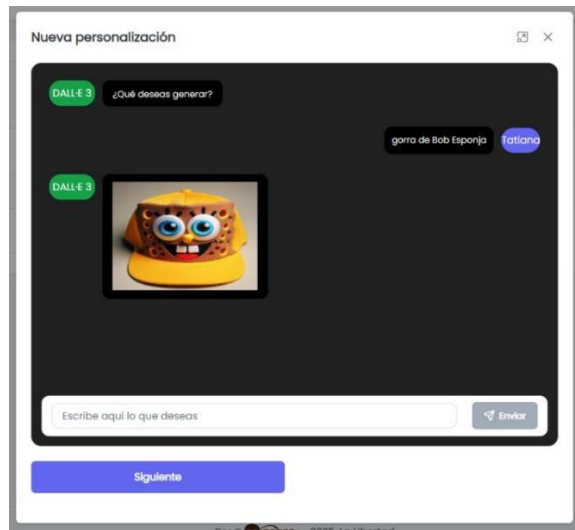 Nueva personalización
DALL·E 3
¿Qué deseas generar?
gorra de Bob Esponja
Tatiana
DALL·E 3
Escribe aquí lo que deseas
Enviar
Siguiente